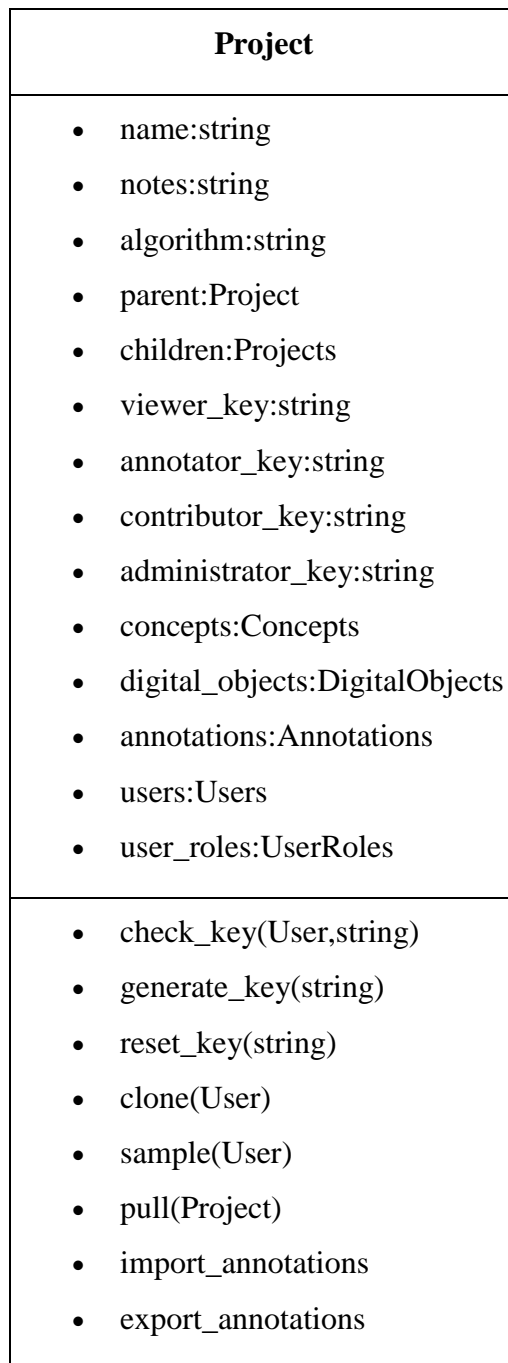 Project
• name:string
• notes:string
• algorithm:string
• parent:Project
• children:Projects
• viewer_key:string
• annotator_key:string
• contributor_key:string
• administrator_key:string
• concepts:Concepts
• digital_objects:DigitalObjects
• annotations:Annotations
• users:Users
• user_roles:UserRoles
• check_key(User,string)
• generate_key(string)
• reset_key(string)
• clone(User)
• sample(User)
• pull(Project)
• import_annotations
• export_annotations